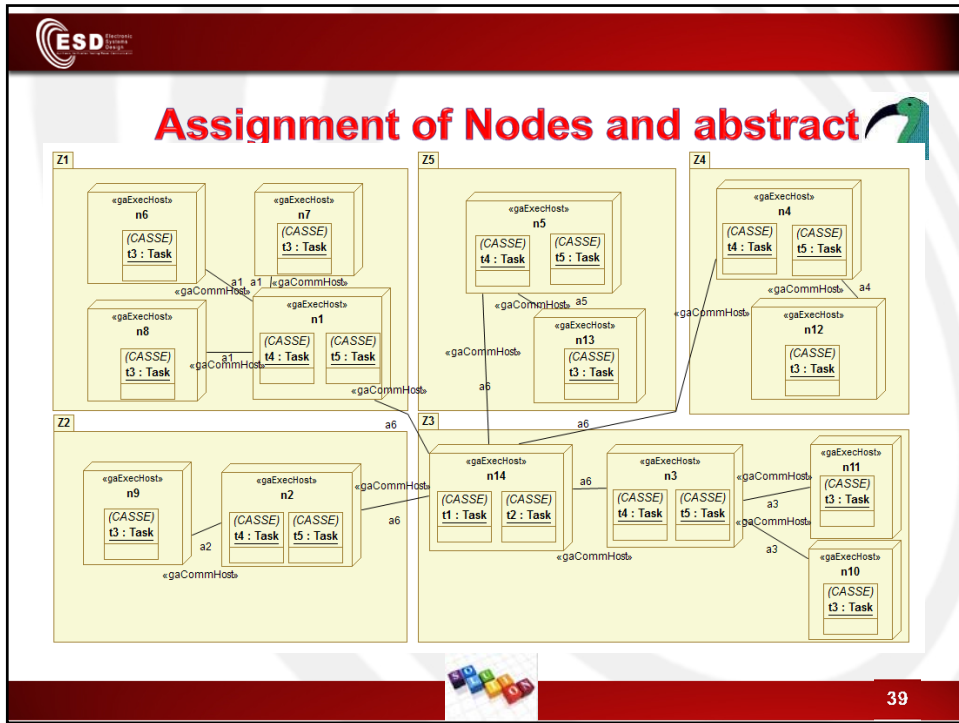 ESD Electronic
Systems
Design
Assignment of Nodes and abstract
Z1
«gaExecHost»
n6
(CASSE)
t3 : Task
«gaExecHost»
n7
(CASSE)
t3 : Task
a1
a1
«gaCommHost»
«gaCommHost»
«gaExecHost»
n8
(CASSE)
t3 : Task
a1
«gaCommHost»
«gaExecHost»
n1
(CASSE)
t4 : Task
(CASSE)
t5 : Task
«gaCommHost»
a6
Z5
«gaExecHost»
n5
(CASSE)
t4 : Task
(CASSE)
t5 : Task
«gaCommHost»
a5
«gaExecHost»
n13
(CASSE)
t3 : Task
«gaCommHost»
a6
Z4
«gaExecHost»
n4
(CASSE)
t4 : Task
(CASSE)
t5 : Task
«gaCommHost»
a4
«gaCommHost»
«gaExecHost»
n12
(CASSE)
t3 : Task
a6
Z2
«gaExecHost»
n9
(CASSE)
t3 : Task
a2
«gaCommHost»
«gaExecHost»
n2
(CASSE)
t4 : Task
(CASSE)
t5 : Task
«gaCommHost»
a6
Z3
«gaExecHost»
n14
(CASSE)
t1 : Task
(CASSE)
t2 : Task
a6
«gaCommHost»
«gaExecHost»
n3
(CASSE)
t4 : Task
(CASSE)
t5 : Task
«gaCommHost»
a3
«gaCommHost»
a3
«gaExecHost»
n11
(CASSE)
t3 : Task
«gaExecHost»
n10
(CASSE)
t3 : Task
SOLUTION
39